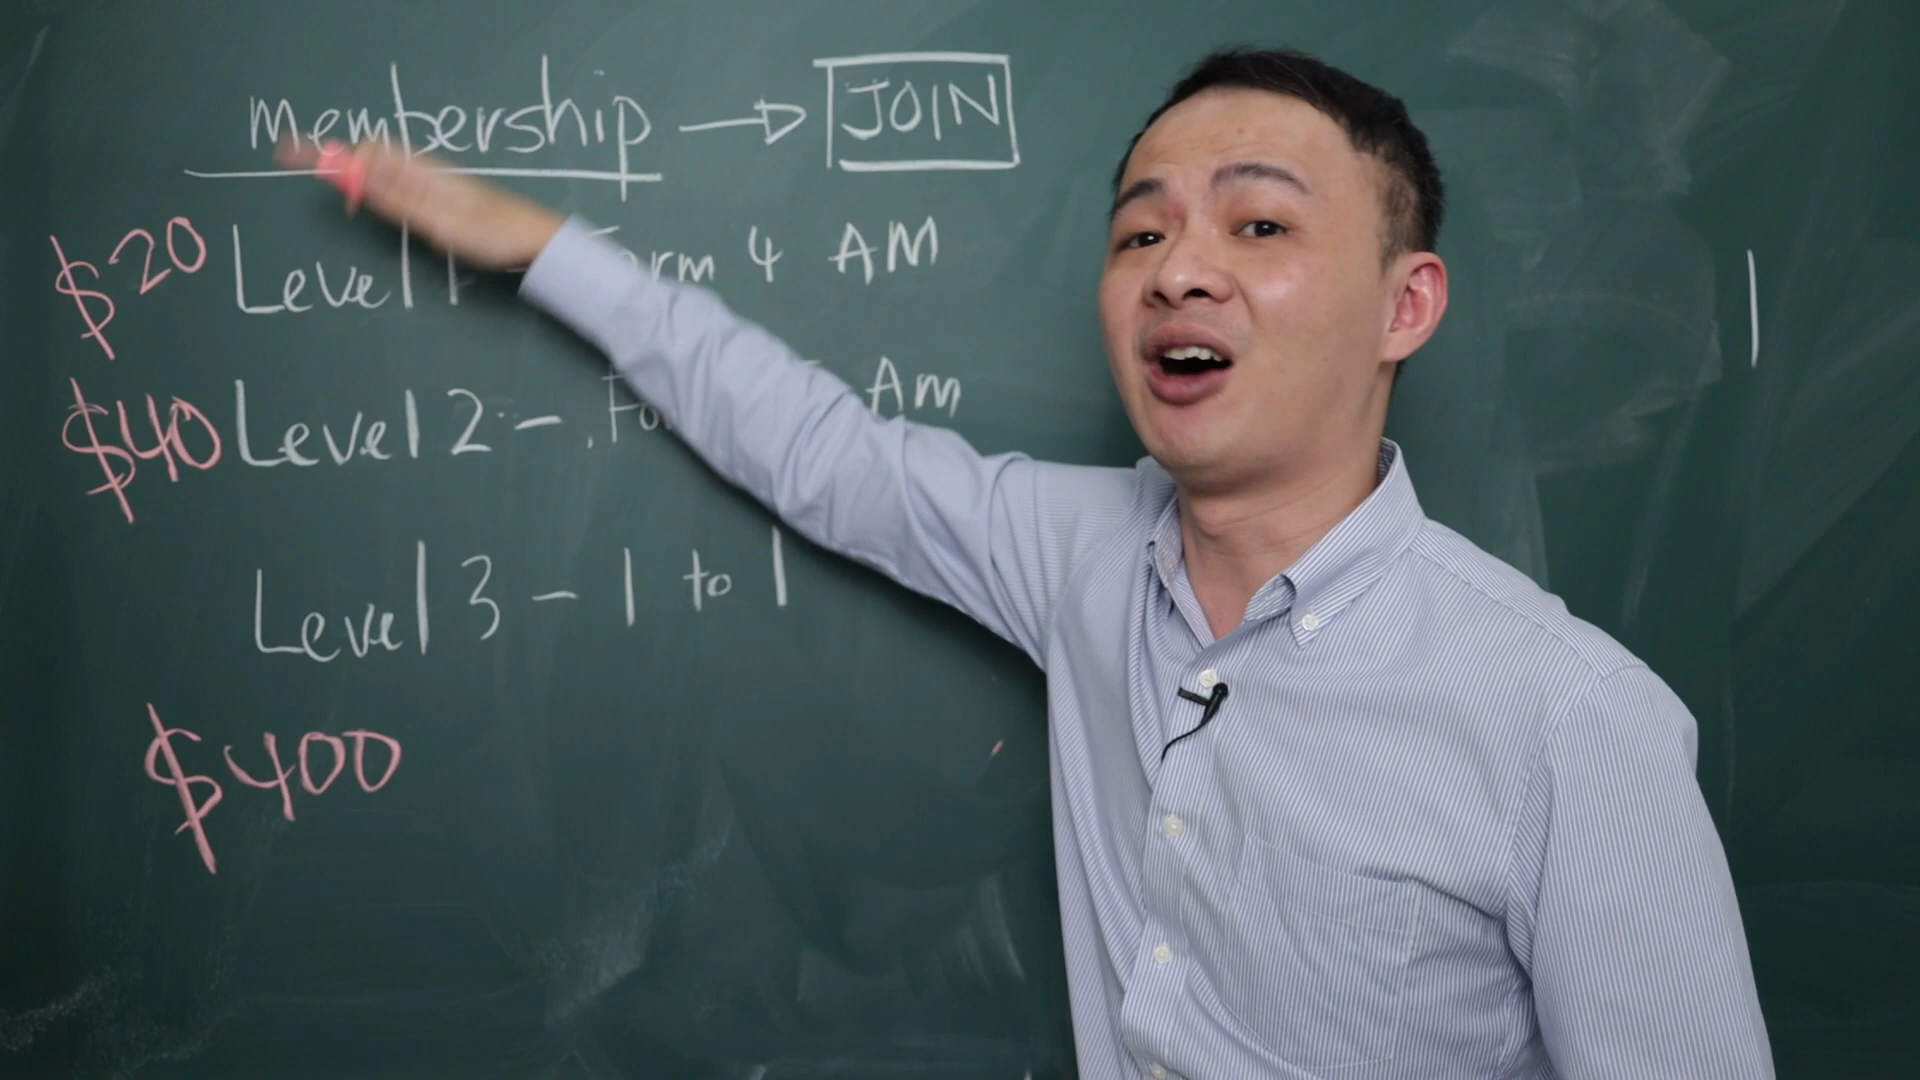 membership → JOIN
$20 Level 1 - Form 4 AM
$40 Level 2 - Am
Level 3 - 1 to 1
$400